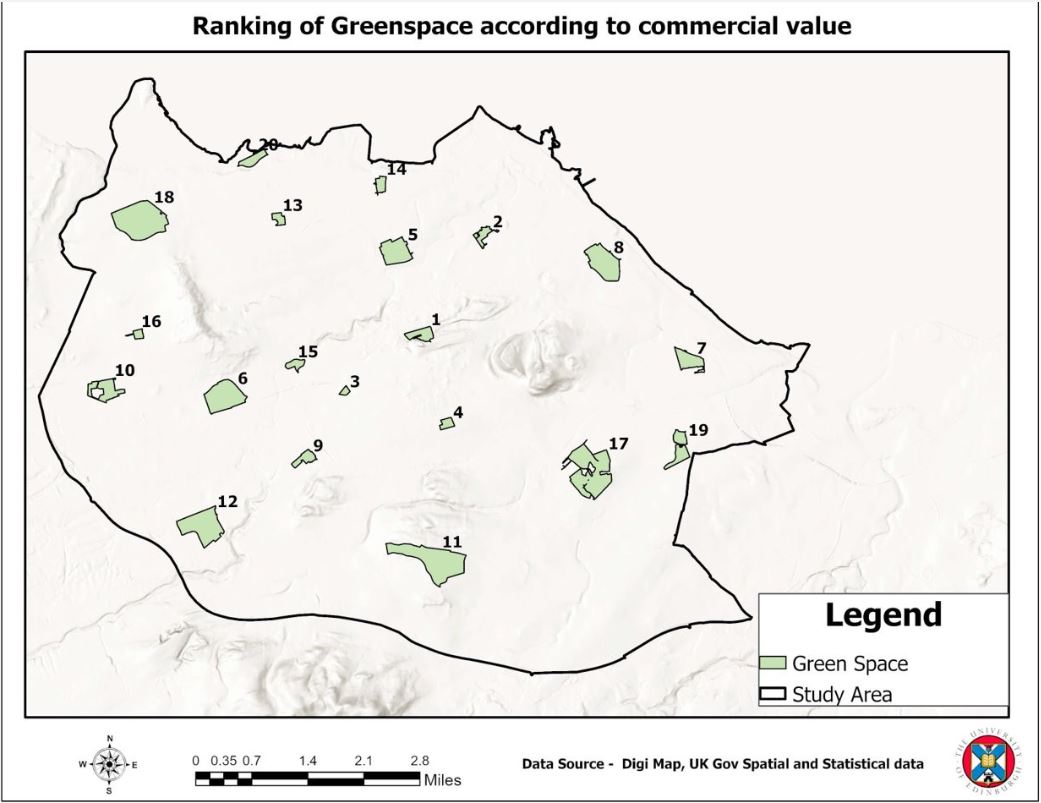 Ranking of Greenspace according to commercial value
20
14
18
13
2
5
8
16
1
15
7
10
6
3
4
19
9
17
12
11
Legend
Green Space
Study Area
N
W E
S
0 0.35 0.7 1.4 2.1 2.8
Miles
Data Source - Digi Map, UK Gov Spatial and Statistical data
THE UNIVERSITY OF EDINBURGH